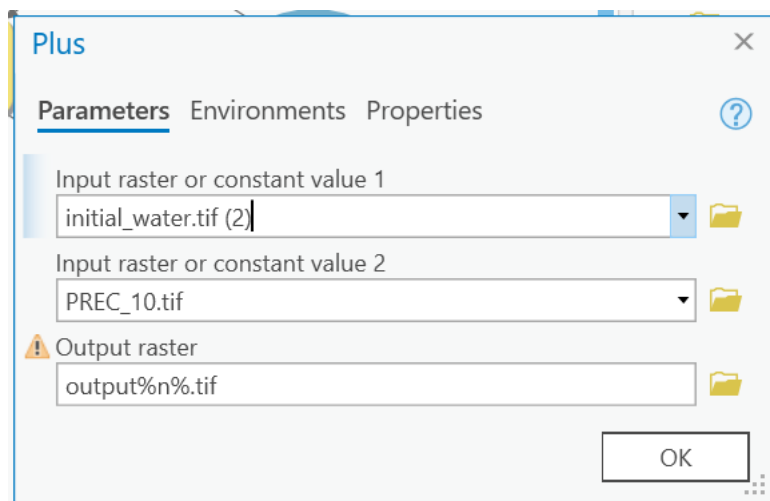 Plus
Parameters Environments Properties
Input raster or constant value 1
initial_water.tif (2)
Input raster or constant value 2
PREC_10.tif
Output raster
output%n%.tif
OK